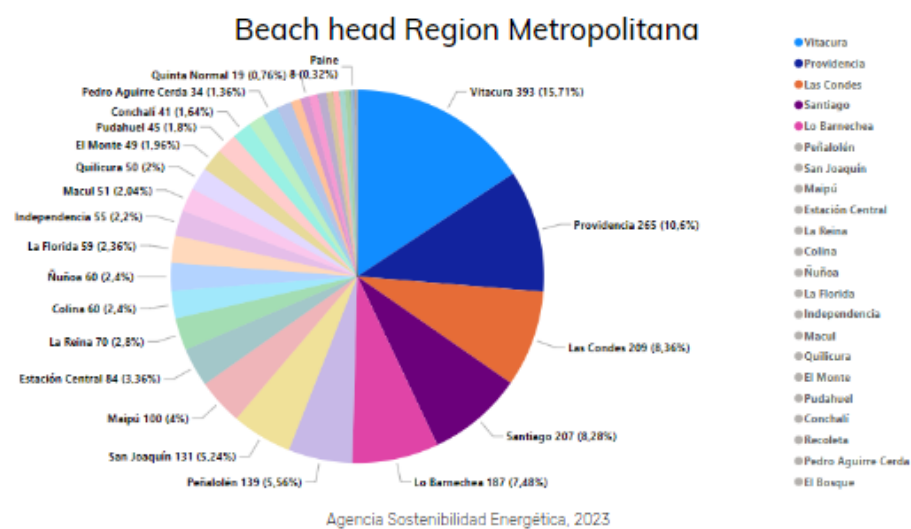 Beach head Region Metropolitana
Paine
8 (0,32%)
Quinta Normal 19 (0,76%)
Pedro Aguirre Cerda 34 (1,36%)
Conchalí 41 (1,64%)
Pudahuel 45 (1,8%)
El Monte 49 (1,96%)
Quilicura 50 (2%)
Macul 51 (2,04%)
Independencia 55 (2,2%)
La Florida 59 (2,36%)
Ñuñoa 60 (2,4%)
Colina 60 (2,4%)
La Reina 70 (2,8%)
Estación Central 84 (3,36%)
Maipú 100 (4%)
San Joaquín 131 (5,24%)
Peñalolén 139 (5,56%)
Vitacura 393 (15,71%)
Providencia 265 (10,6%)
Las Condes 209 (8,36%)
Santiago 207 (8,28%)
Lo Barnechea 187 (7,48%)
Vitacura
Providencia
Las Condes
Santiago
Lo Barnechea
Peñalolén
San Joaquín
Maipú
Estación Central
La Reina
Colina
Ñuñoa
La Florida
Independencia
Macul
Quilicura
El Monte
Pudahuel
Conchalí
Recoleta
Pedro Aguirre Cerda
El Bosque
Agencia Sostenibilidad Energética, 2023